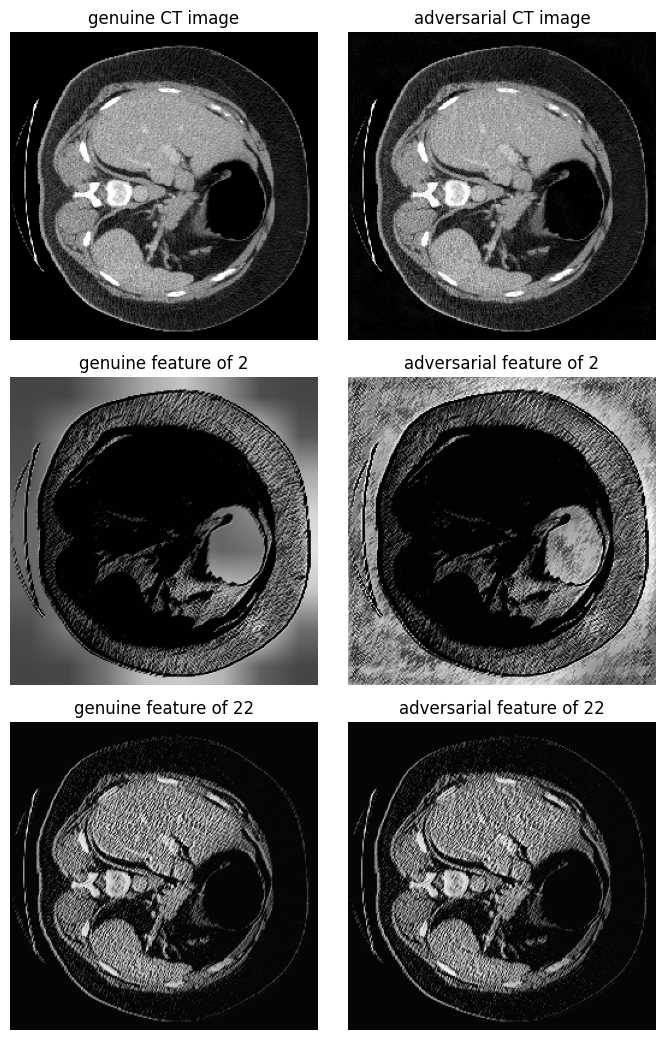 genuine CT image
adversarial CT image
genuine feature of 2
adversarial feature of 2
genuine feature of 22
adversarial feature of 22